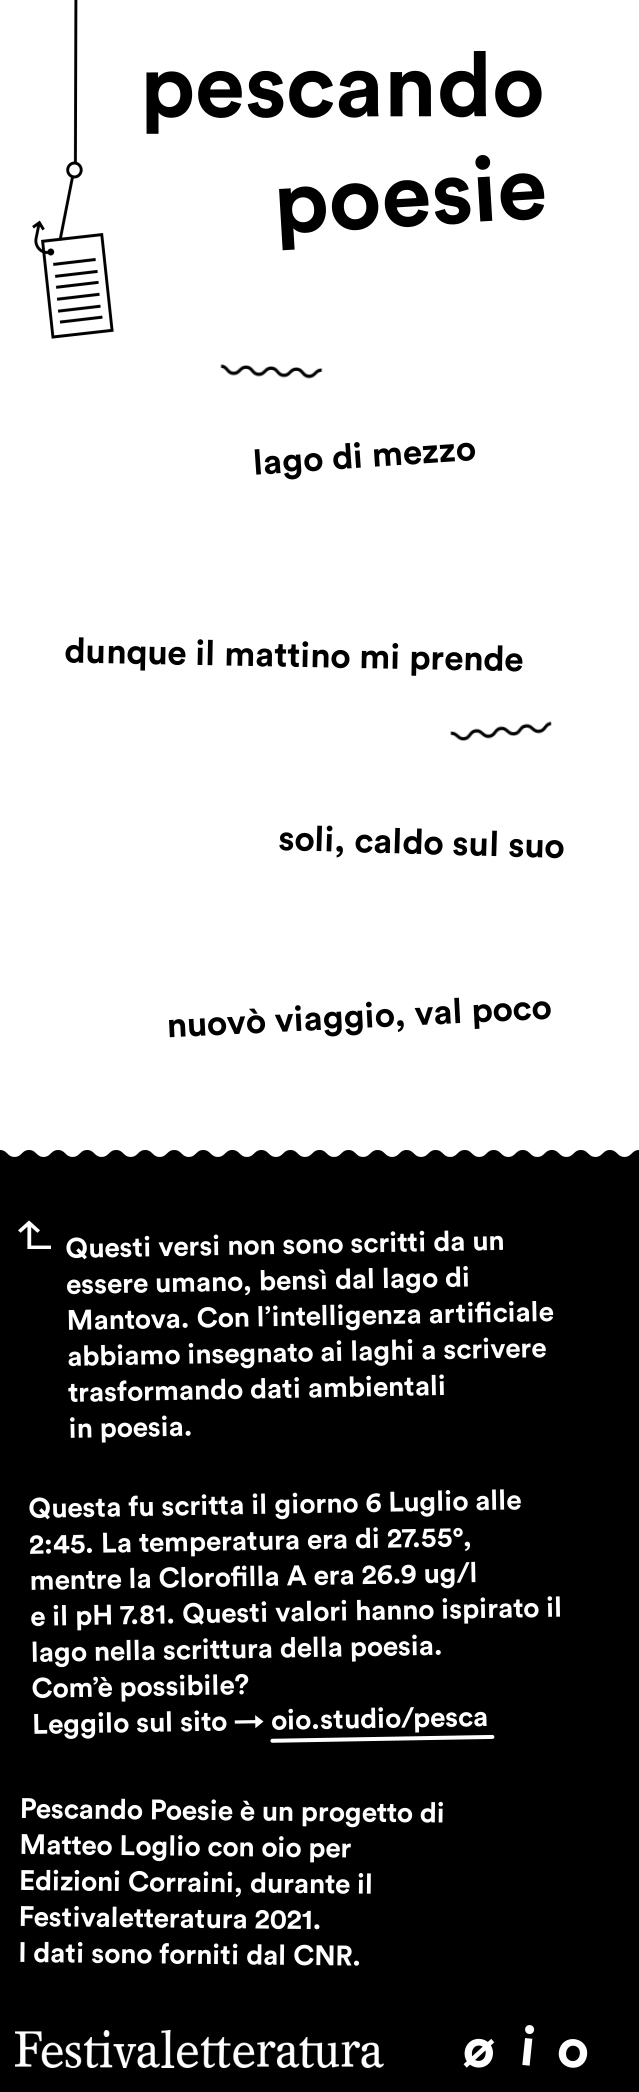 pescando
poesie
lago di mezzo
dunque il mattino mi prende
soli, caldo sul suo
nuovò viaggio, val poco
Questi versi non sono scritti da un
essere umano, bensì dal lago di
Mantova. Con l'intelligenza artificiale
abbiamo insegnato ai laghi a scrivere
trasformando dati ambientali
in poesia.
Questa fu scritta il giorno 6 Luglio alle
2:45. La temperatura era di 27.55°,
mentre la Clorofilla A era 26.9 ug/l
e il pH 7.81. Questi valori hanno ispirato il
lago nella scrittura della poesia.
Com'è possibile?
Leggilo sul sito → oio.studio/pesca
Pescando Poesie è un progetto di
Matteo Loglio con oio per
Edizioni Corraini, durante il
Festivaletteratura 2021.
I dati sono forniti dal CNR.
Festivaletteratura ø i o